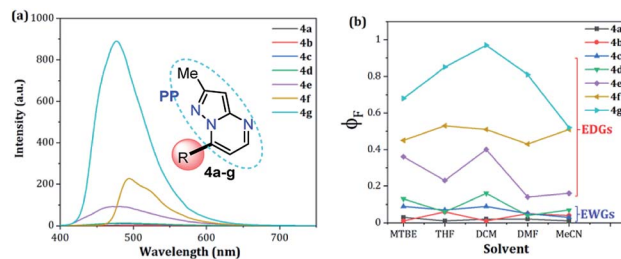 (a)
1000
800
600
400
200
0
400
500
600
700
Intensity (a.u.)
Wavelength (nm)
4a
4b
4c
4d
4e
4f
4g
Me
PP
N
N
N
R
4a-g
(b)
1
0.8
0.6
0.4
0.2
0
ϕF
MTBE
THF
DCM
DMF
MeCN
Solvent
4a
4b
4c
4d
4e
4f
4g
EDGs
EWGs